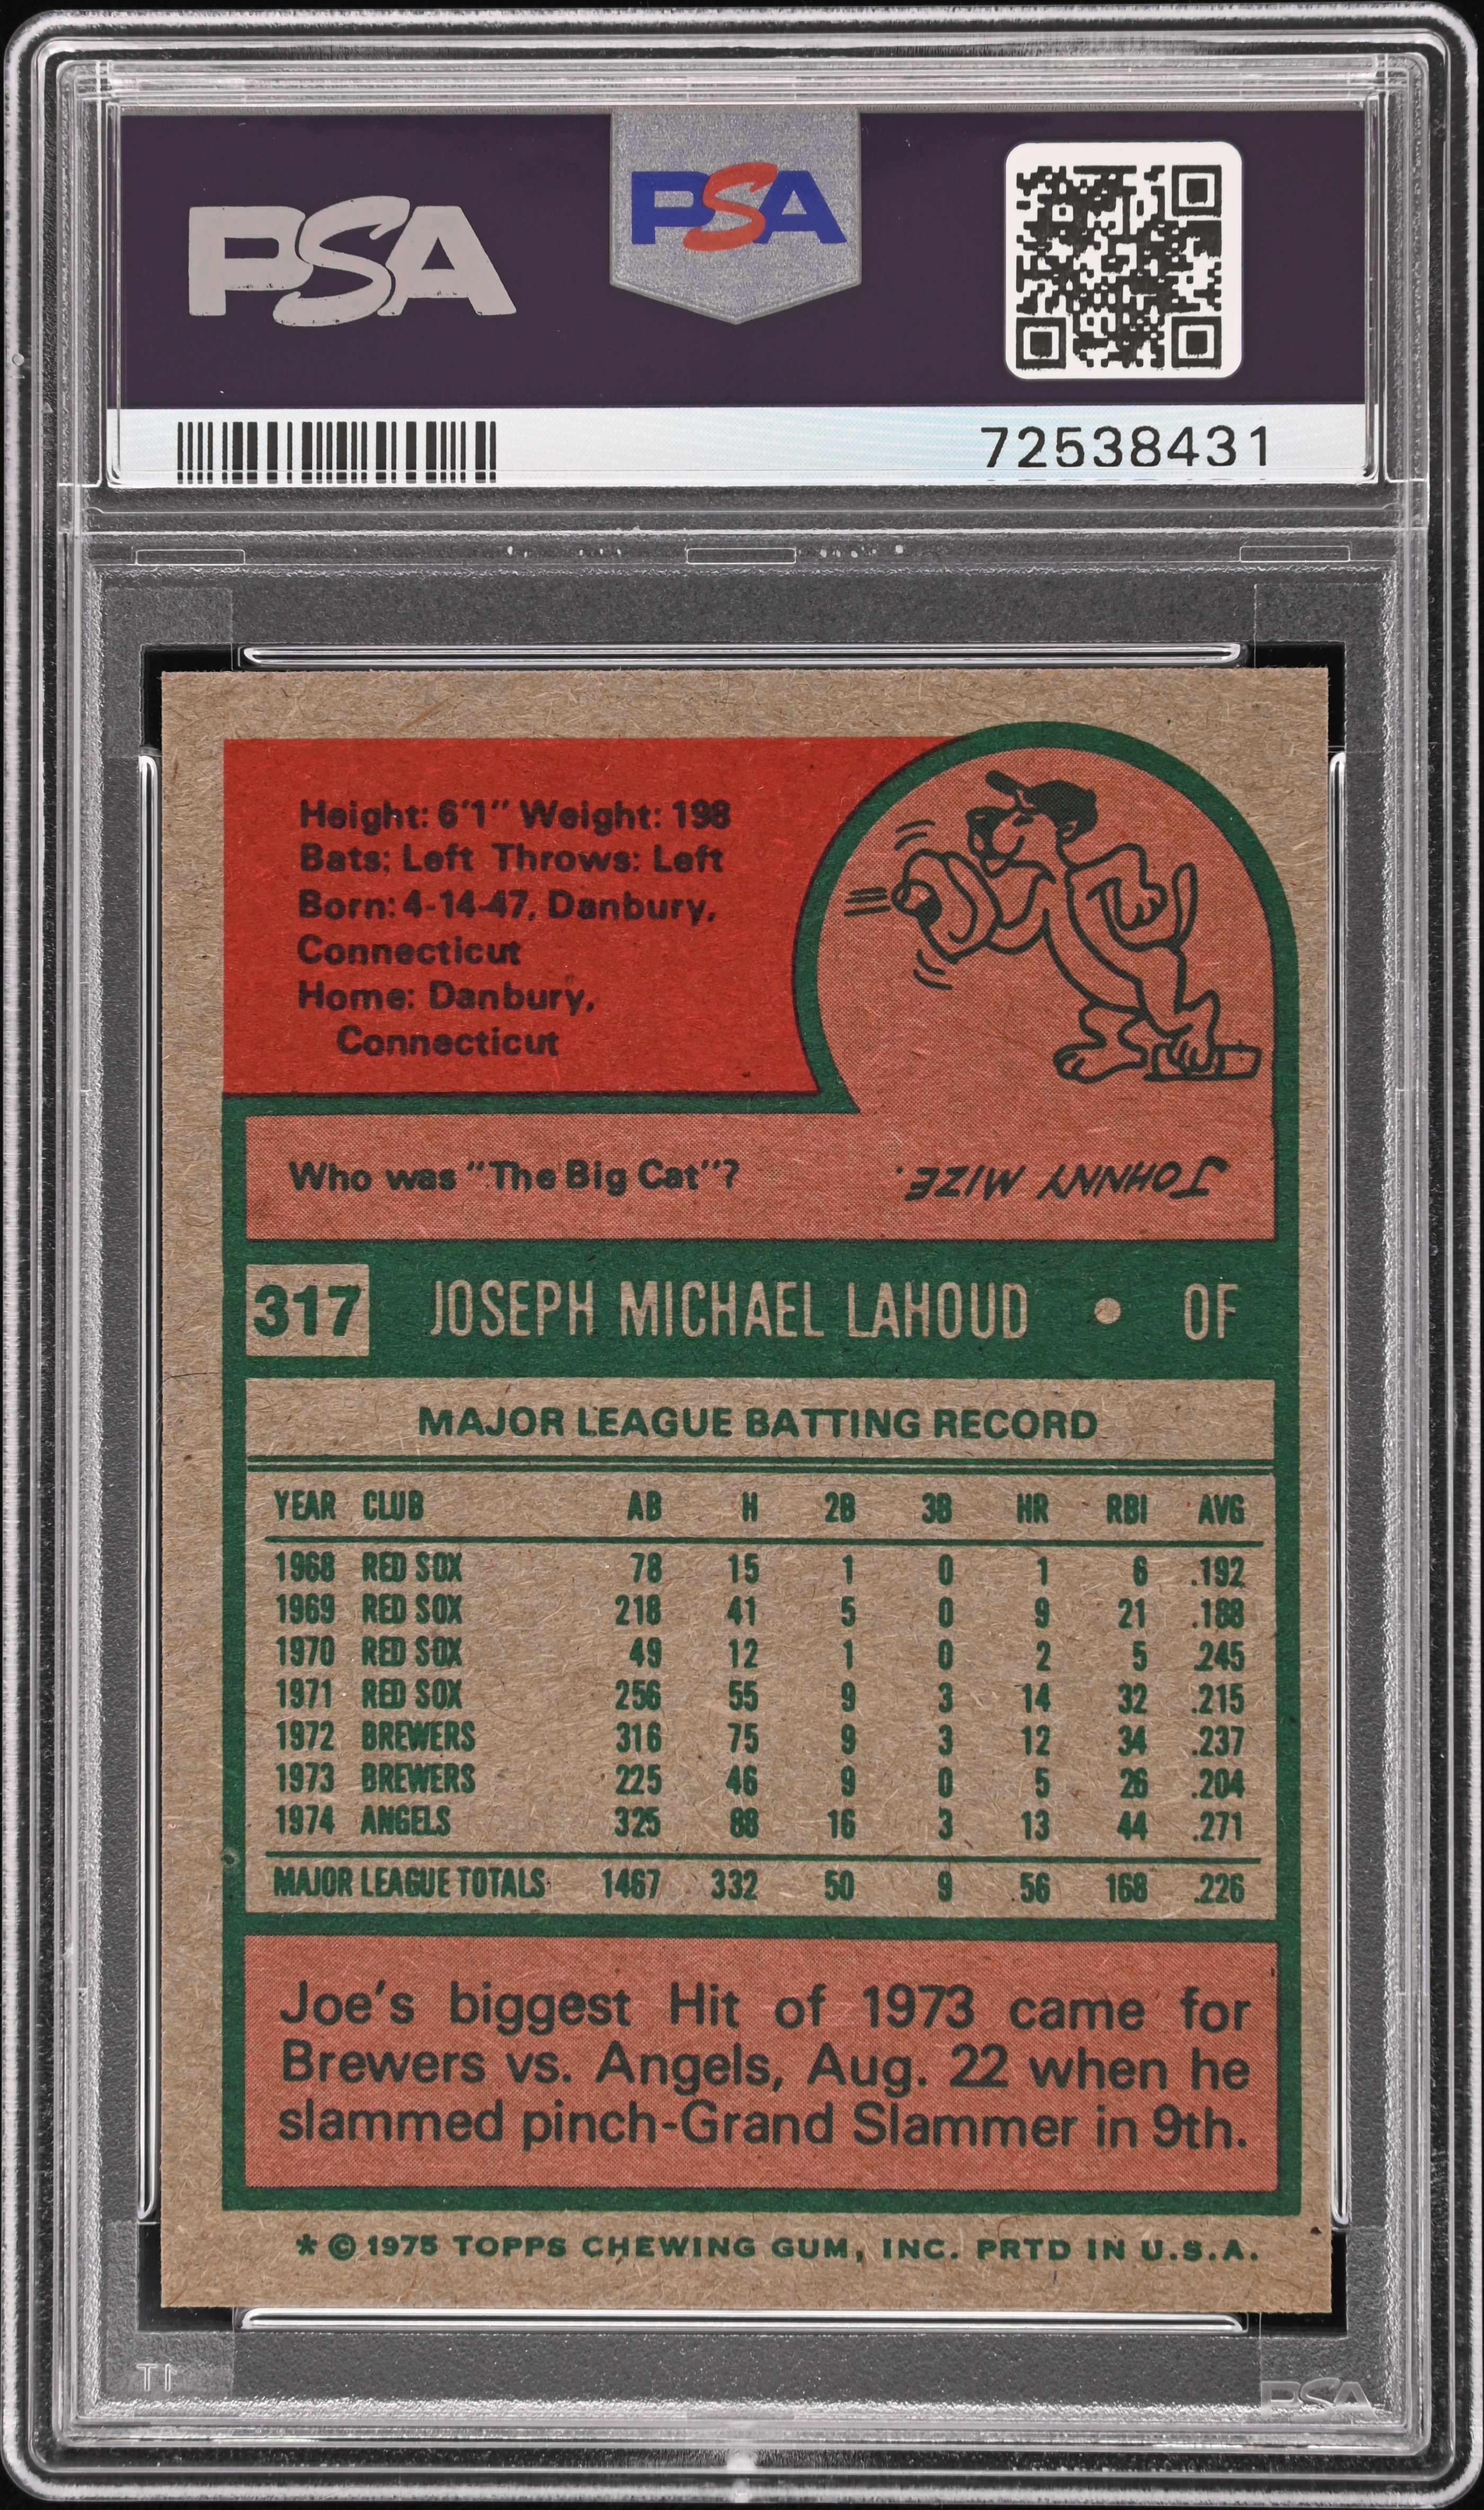 PSA
PSA
72538431
Height: 6'1" Weight: 198
Bats: Left Throws: Left
Born: 4-14-47, Danbury,
Connecticut
Home: Danbury,
Connecticut
Who was "The Big Cat"?
JOHNNY MIZE.
317 JOSEPH MICHAEL LAHOUD • OF
MAJOR LEAGUE BATTING RECORD
YEAR CLUB AB H 2B 3B HR RBI AVG
1968 RED SOX 78 15 1 0 1 6 .192
1969 RED SOX 218 41 5 0 9 21 .188
1970 RED SOX 49 12 1 0 2 5 .245
1971 RED SOX 256 55 9 3 14 32 .215
1972 BREWERS 316 75 9 3 12 34 .237
1973 BREWERS 225 46 9 0 5 26 .204
1974 ANGELS 325 88 16 3 13 44 .271
MAJOR LEAGUE TOTALS 1467 332 50 9 56 168 .226
Joe's biggest Hit of 1973 came for
Brewers vs. Angels, Aug. 22 when he
slammed pinch-Grand Slammer in 9th.
* © 1975 TOPPS CHEWING GUM, INC. PRTD IN U.S.A.
TI
PSA